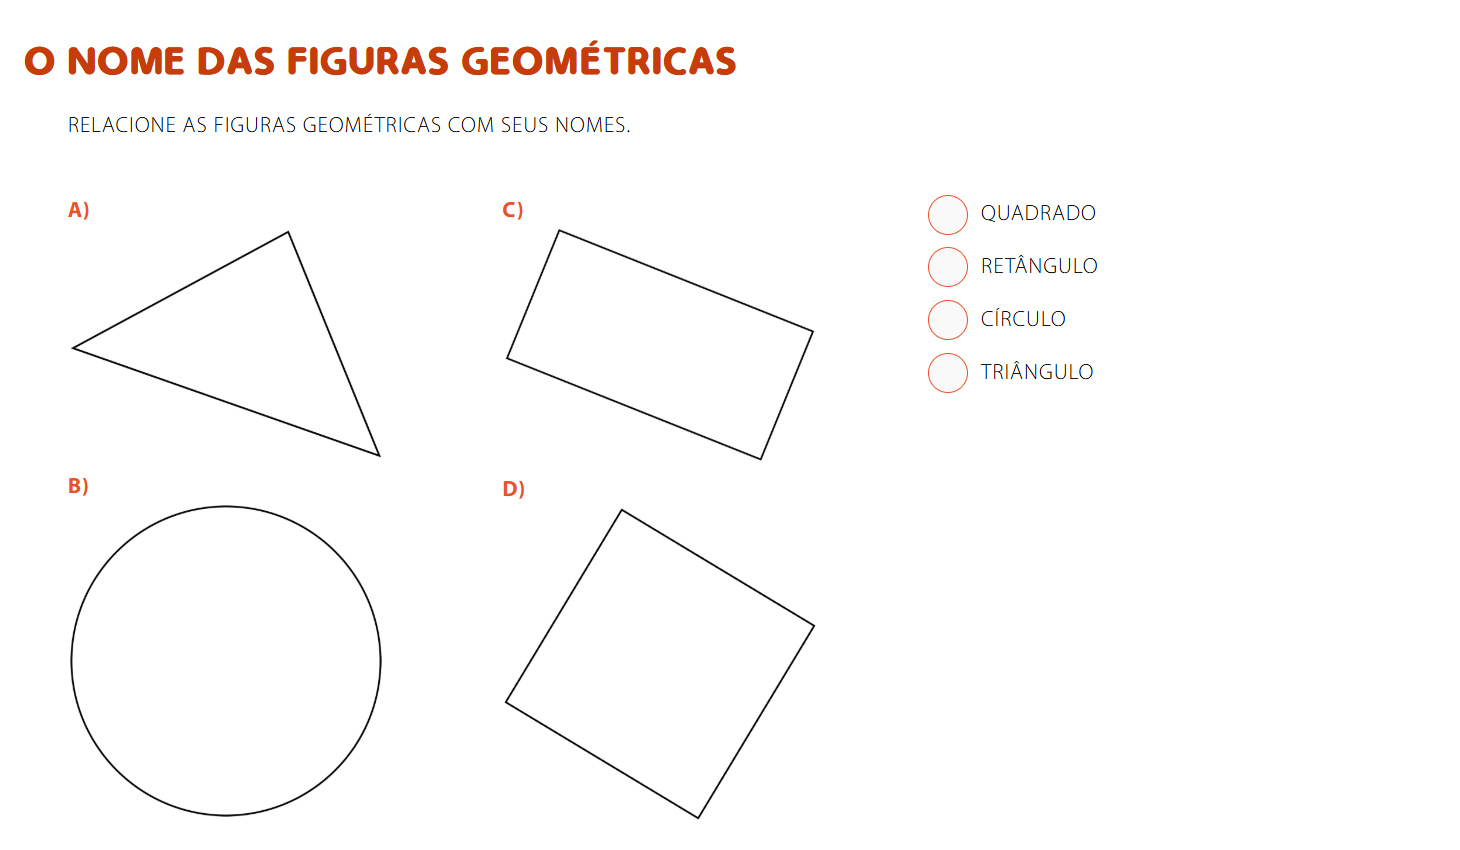 O NOME DAS FIGURAS GEOMÉTRICAS
RELACIONE AS FIGURAS GEOMÉTRICAS COM SEUS NOMES.
A)
B)
C)
D)
QUADRADO
RETÂNGULO
CÍRCULO
TRIÂNGULO